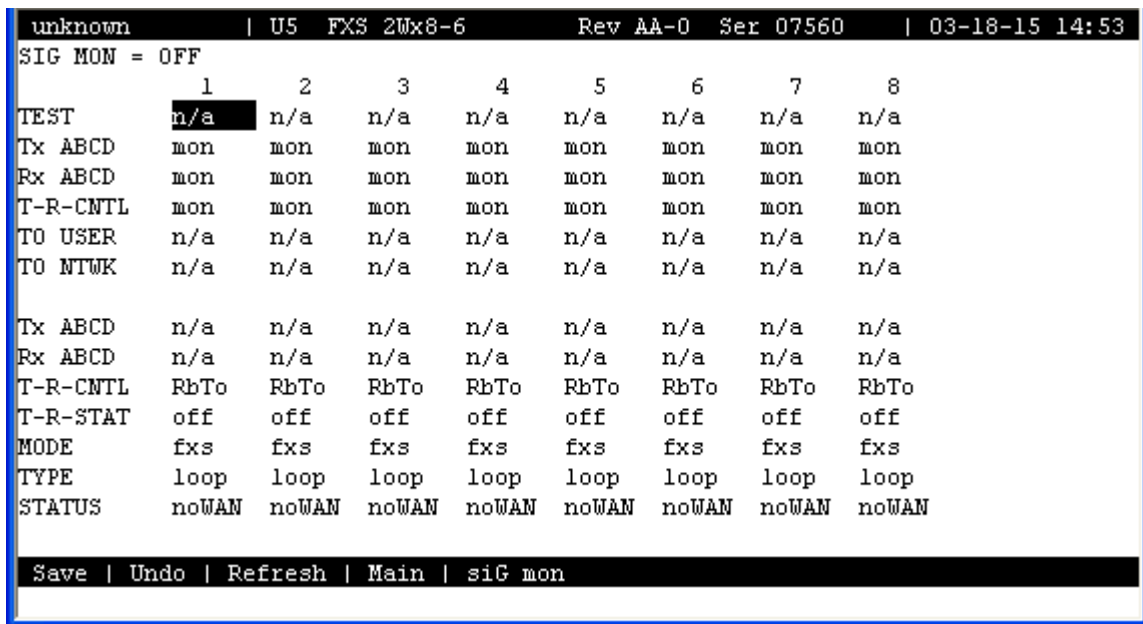 unknown | U5 FXS 2Wx8-6 Rev AA-0 Ser 07560 | 03-18-15 14:53
SIG MON = OFF
1 2 3 4 5 6 7 8
TEST n/a n/a n/a n/a n/a n/a n/a n/a
Tx ABCD mon mon mon mon mon mon mon mon
Rx ABCD mon mon mon mon mon mon mon mon
T-R-CNTL mon mon mon mon mon mon mon mon
TO USER n/a n/a n/a n/a n/a n/a n/a n/a
TO NTWK n/a n/a n/a n/a n/a n/a n/a n/a
Tx ABCD n/a n/a n/a n/a n/a n/a n/a n/a
Rx ABCD n/a n/a n/a n/a n/a n/a n/a n/a
T-R-CNTL RbTo RbTo RbTo RbTo RbTo RbTo RbTo RbTo
T-R-STAT off off off off off off off off
MODE fxs fxs fxs fxs fxs fxs fxs fxs
TYPE loop loop loop loop loop loop loop loop
STATUS noWAN noWAN noWAN noWAN noWAN noWAN noWAN noWAN
Save | Undo | Refresh | Main | siG mon